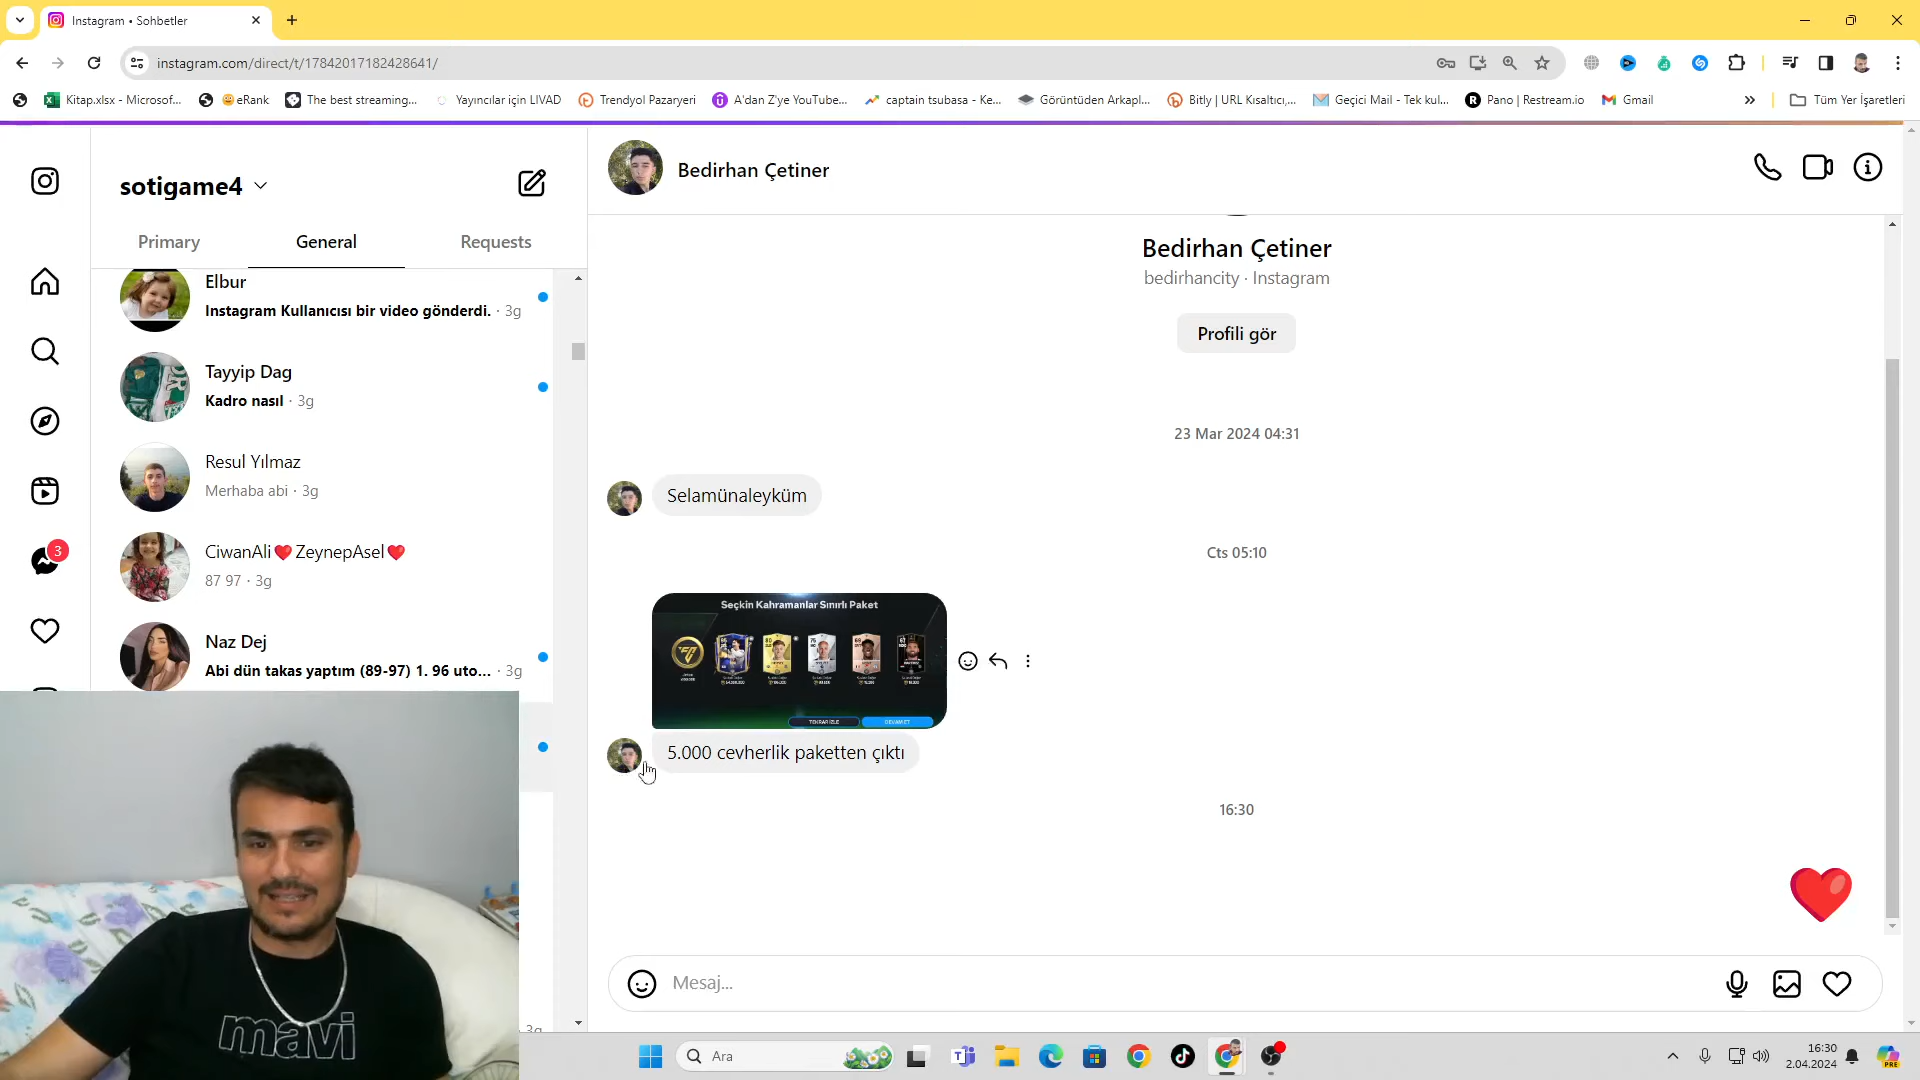 Instagram • Sohbetler
instagram.com/direct/t/17842017182428641/
Kitap.xlsx - Microsof...
eRank
The best streaming...
Yayıncılar için LIVAD
Trendyol Pazaryeri
A'dan Z'ye YouTube...
captain tsubasa - Ke...
Görüntüden Arkapl...
Bitly | URL Kısaltıcı,...
Geçici Mail - Tek kul...
Pano | Restream.io
Gmail
Tüm Yer İşaretleri
sotigame4
Primary
General
Requests
Elbur
Instagram Kullanıcısı bir video gönderdi. · 3g
Tayyip Dag
Kadro nasıl · 3g
Resul Yılmaz
Merhaba abi · 3g
CiwanAli❤️ZeynepAsel❤️
87 97 · 3g
Naz Dej
Abi dün takas yaptım (89-97) 1. 96 uto... · 3g
3
3g
mavi
Bedirhan Çetiner
Bedirhan Çetiner
bedirhancity · Instagram
Profili gör
23 Mar 2024 04:31
Selamünaleyküm
Cts 05:10
Seçkin Kahramanlar Sınırlı Paket
TEKRAR İZLE
DEVAM ET
5.000 cevherlik paketten çıktı
16:30
Mesaj...
Ara
16:30
2.04.2024
PRE